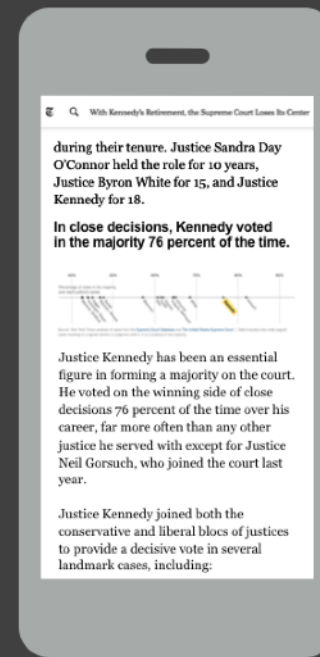 With Kennedy's Retirement, the Supreme Court Loses Its Center
during their tenure. Justice Sandra Day
O'Connor held the role for 10 years,
Justice Byron White for 15, and Justice
Kennedy for 18.
In close decisions, Kennedy voted
in the majority 76 percent of the time.
Justice Kennedy has been an essential
figure in forming a majority on the court.
He voted on the winning side of close
decisions 76 percent of the time over his
career, far more often than any other
justice he served with except for Justice
Neil Gorsuch, who joined the court last
year.
Justice Kennedy joined both the
conservative and liberal blocs of justices
to provide a decisive vote in several
landmark cases, including: